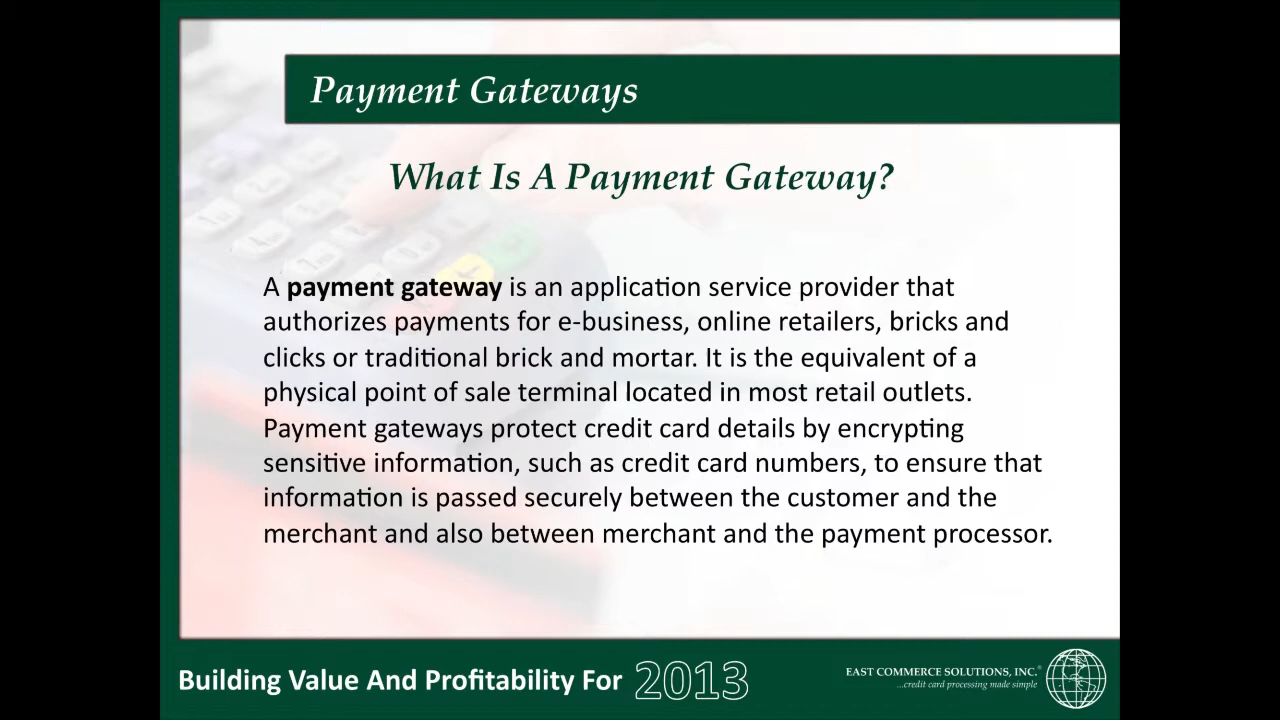 Payment Gateways
What Is A Payment Gateway?
A payment gateway is an application service provider that
authorizes payments for e-business, online retailers, bricks and
clicks or traditional brick and mortar. It is the equivalent of a
physical point of sale terminal located in most retail outlets.
Payment gateways protect credit card details by encrypting
sensitive information, such as credit card numbers, to ensure that
information is passed securely between the customer and the
merchant and also between merchant and the payment processor.
Building Value And Profitability For 2013
EAST COMMERCE SOLUTIONS, INC.®
...credit card processing made simple